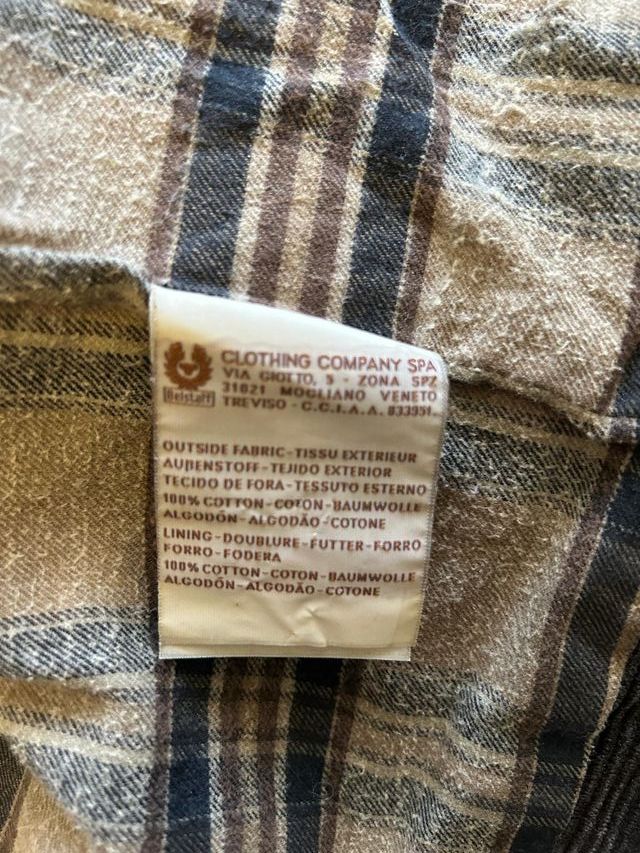 Belstaff
CLOTHING COMPANY SPA
VIA GIOTTO, 5 - ZONA SPZ
31021 MOGLIANO VENETO
TREVISO - C.C.I.A.A. 833951
OUTSIDE FABRIC-TISSU EXTERIEUR
AUßENSTOFF-TEJIDO EXTERIOR
TECIDO DE FORA-TESSUTO ESTERNO
100% COTTON-COTON-BAUMWOLLE
ALGODÓN-ALGODÃO-COTONE
LINING-DOUBLURE-FUTTER-FORRO
FORRO-FODERA
100% COTTON-COTON-BAUMWOLLE
ALGODÓN-ALGODÃO-COTONE